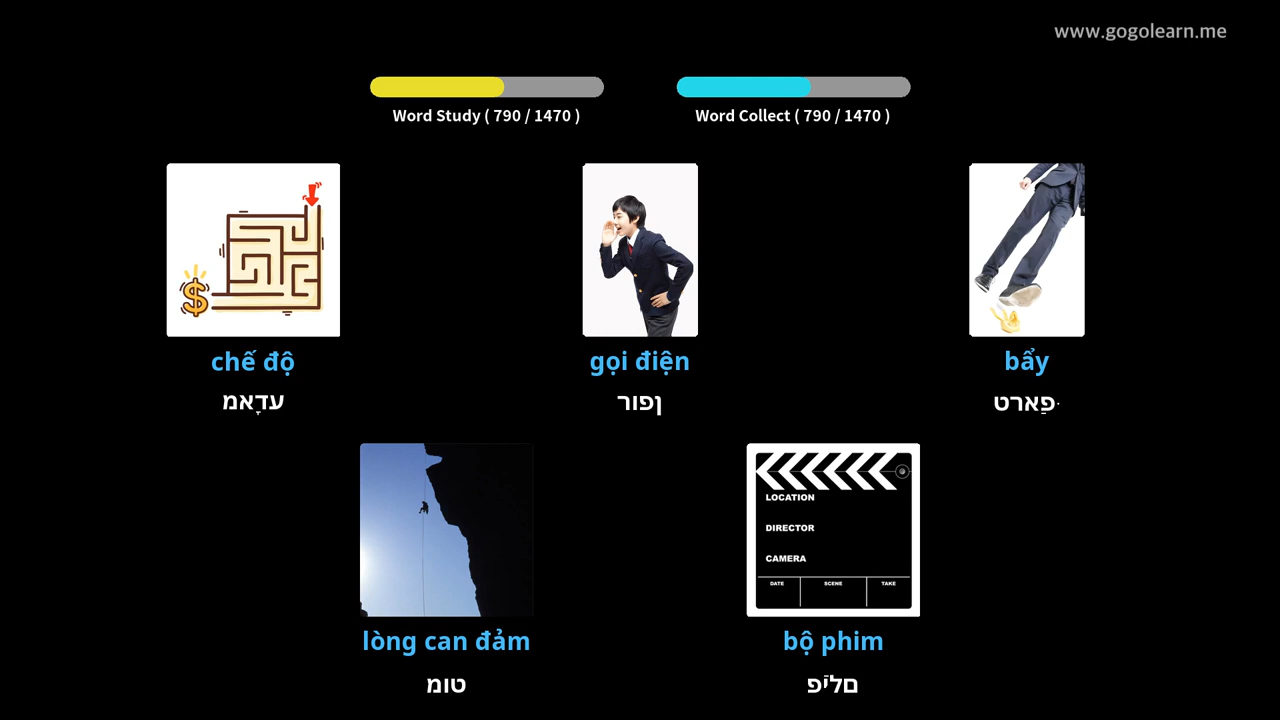 www.gogolearn.me
Word Study ( 790 / 1470 )
Word Collect ( 790 / 1470 )
chế độ
עדָאמ
gọi điện
ןפור
bẩy
ּפַארט
lòng can đảm
טומ
bộ phim
םליֿפ
LOCATION
DIRECTOR
CAMERA
DATE SCENE TAKE